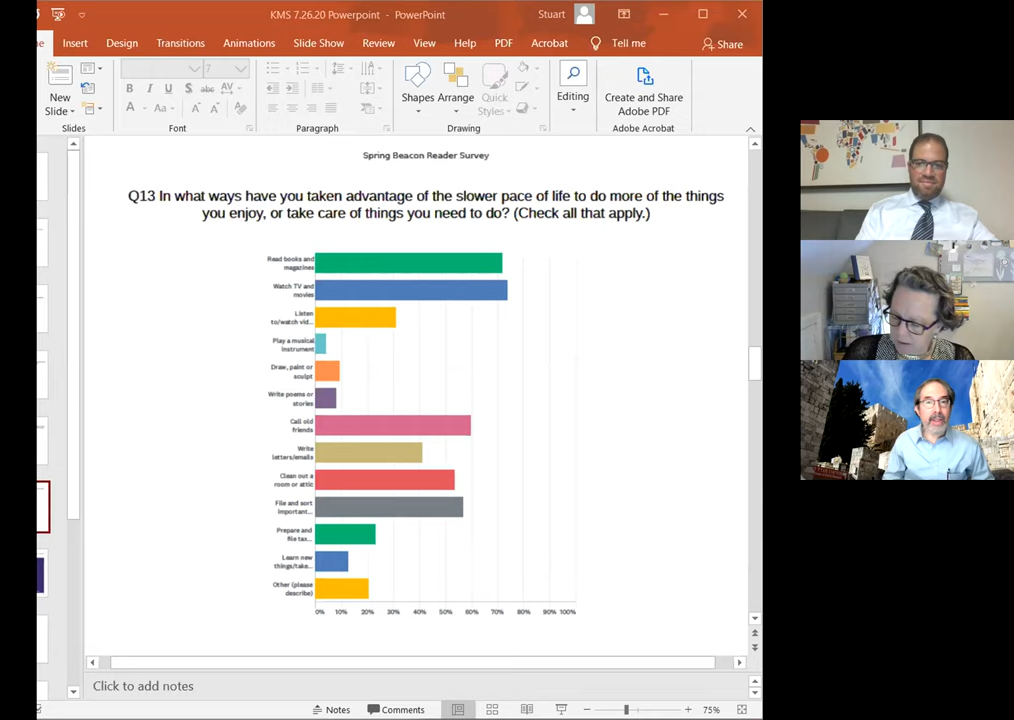 KMS 7.26.20 Powerpoint - PowerPoint
Stuart
ne Insert Design Transitions Animations Slide Show Review View Help PDF Acrobat Tell me Share
7
B I U S abc AV
A Aa A A
New
Slide
Shapes Arrange Quick
Styles
Editing
Create and Share
Adobe PDF
Slides Font Paragraph Drawing Adobe Acrobat
Spring Beacon Reader Survey
Q13 In what ways have you taken advantage of the slower pace of life to do more of the things
you enjoy, or take care of things you need to do? (Check all that apply.)
Read books and
magazines
Watch TV and
movies
Listen
to/watch vid...
Play a musical
instrument
Draw, paint or
sculpt
Write poems or
stories
Call old
friends
Write
letters/emails
Clean out a
room or attic
File and sort
important...
Prepare and
file tax...
Learn new
things/take...
Other (please
describe)
0% 10% 20% 30% 40% 50% 60% 70% 80% 90% 100%
Click to add notes
Notes Comments 75%